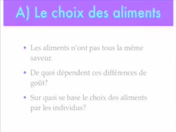 A) Le choix des aliments
• Les aliments n'ont pas tous la même
saveur.
• De quoi dépendent ces différences de
goût?
• Sur quoi se base le choix des aliments
par les individus?